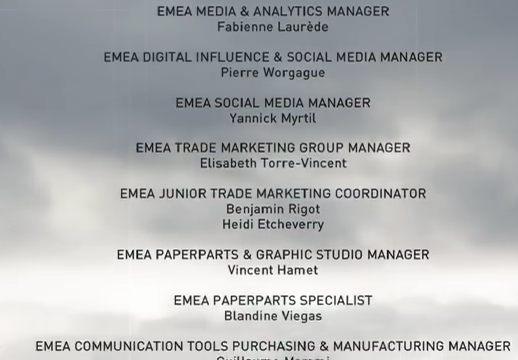 EMEA MEDIA & ANALYTICS MANAGER
Fabienne Laurède
EMEA DIGITAL INFLUENCE & SOCIAL MEDIA MANAGER
Pierre Worgague
EMEA SOCIAL MEDIA MANAGER
Yannick Myrtil
EMEA TRADE MARKETING GROUP MANAGER
Elisabeth Torre-Vincent
EMEA JUNIOR TRADE MARKETING COORDINATOR
Benjamin Rigot
Heidi Etcheverry
EMEA PAPERPARTS & GRAPHIC STUDIO MANAGER
Vincent Hamet
EMEA PAPERPARTS SPECIALIST
Blandine Viegas
EMEA COMMUNICATION TOOLS PURCHASING & MANUFACTURING MANAGER
Guillaume